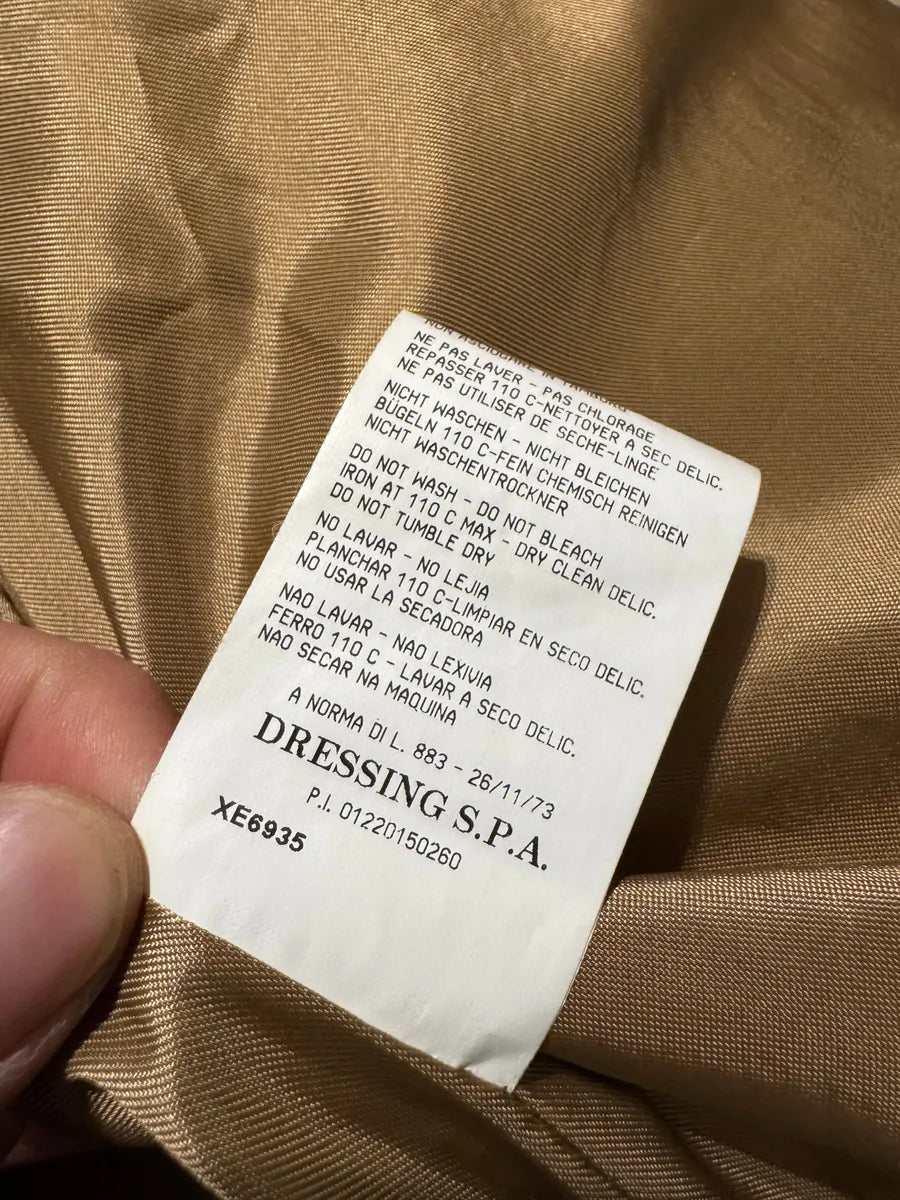 NE PAS LAVER - PAS CHLORAGE
REPASSER 110 C-NETTOYER A SEC DELIC.
NE PAS UTILISER DE SECHE-LINGE
NICHT WASCHEN - NICHT BLEICHEN
BÜGELN 110 C-FEIN CHEMISCH REINIGEN
NICHT WASCHENTROCKNER
DO NOT WASH - DO NOT BLEACH
IRON AT 110 C MAX - DRY CLEAN DELIC.
DO NOT TUMBLE DRY
NO LAVAR - NO LEJIA
PLANCHAR 110 C-LIMPIAR EN SECO DELIC.
NO USAR LA SECADORA
NAO LAVAR - NAO LEXIVIA
FERRO 110 C - LAVAR A SECO DELIC.
NAO SECAR NA MAQUINA
A NORMA DI L. 883 - 26/11/73
DRESSING S.P.A.
P.I. 01220150260
XE6935